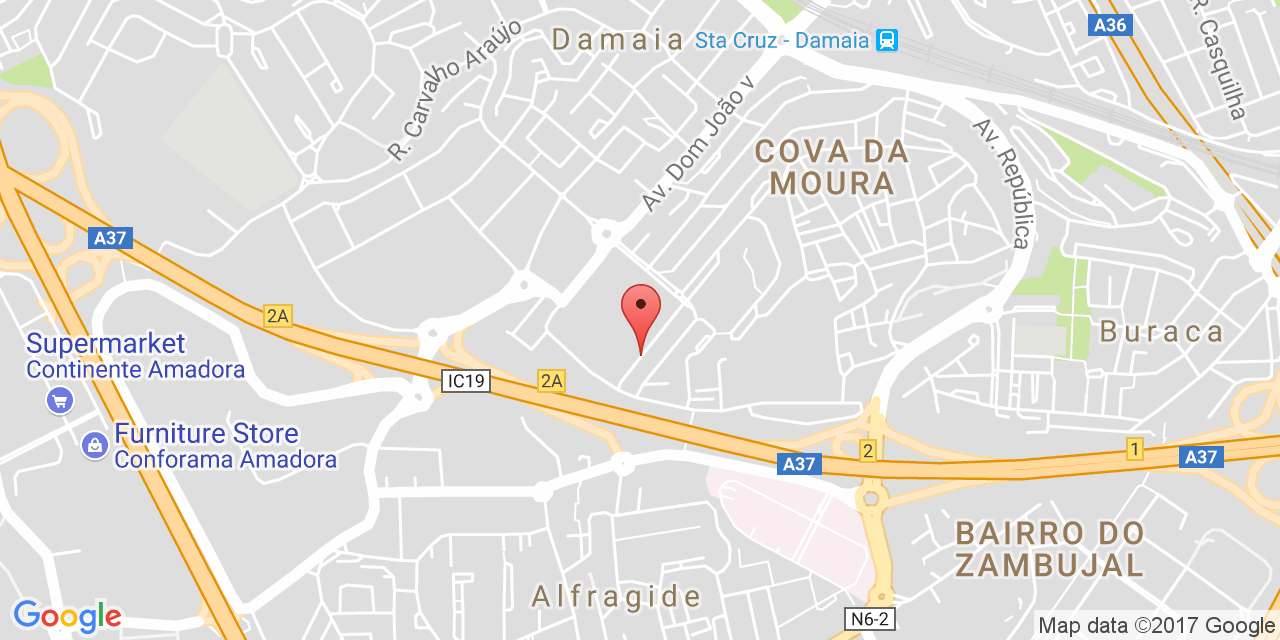 A36
Damaia
Sta Cruz - Damaia
R. Casquilha
R. Carvalho Araújo
Av. Dom João v
COVA DA
MOURA
Av. República
A37
2A
Supermarket
Continente Amadora
IC19
2A
Buraca
Furniture Store
Conforama Amadora
A37
2
1
A37
BAIRRO DO
ZAMBUJAL
Alfragide
N6-2
Google
Map data ©2017 Google